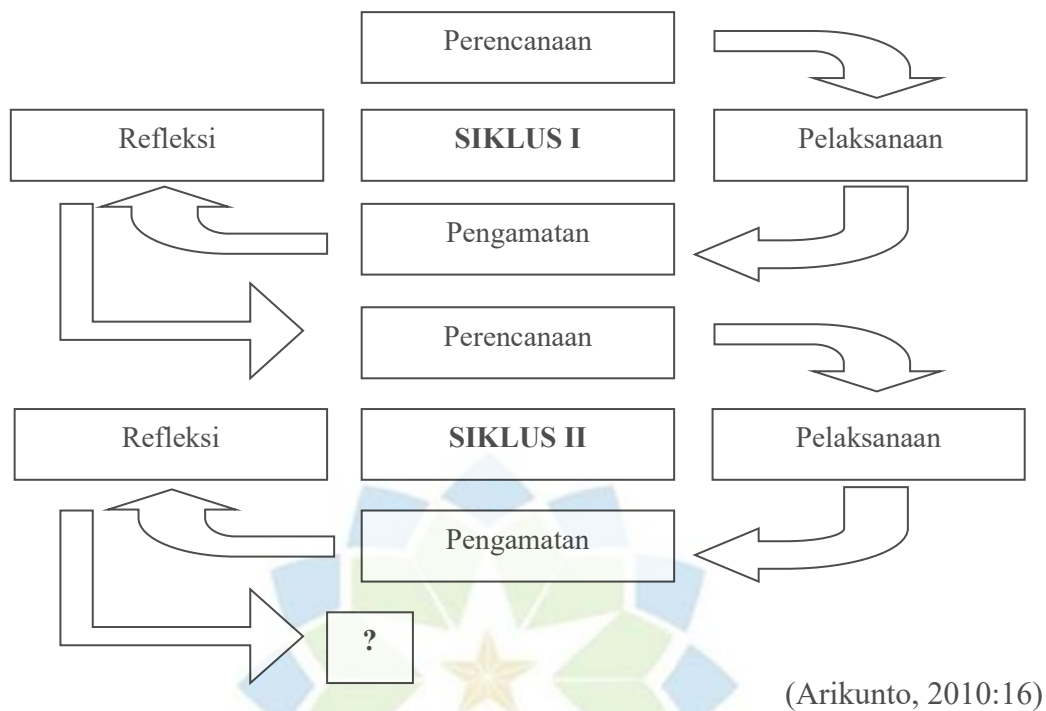 Perencanaan
Refleksi
SIKLUS I
Pelaksanaan
Pengamatan
Perencanaan
Refleksi
SIKLUS II
Pelaksanaan
Pengamatan
?
(Arikunto, 2010:16)